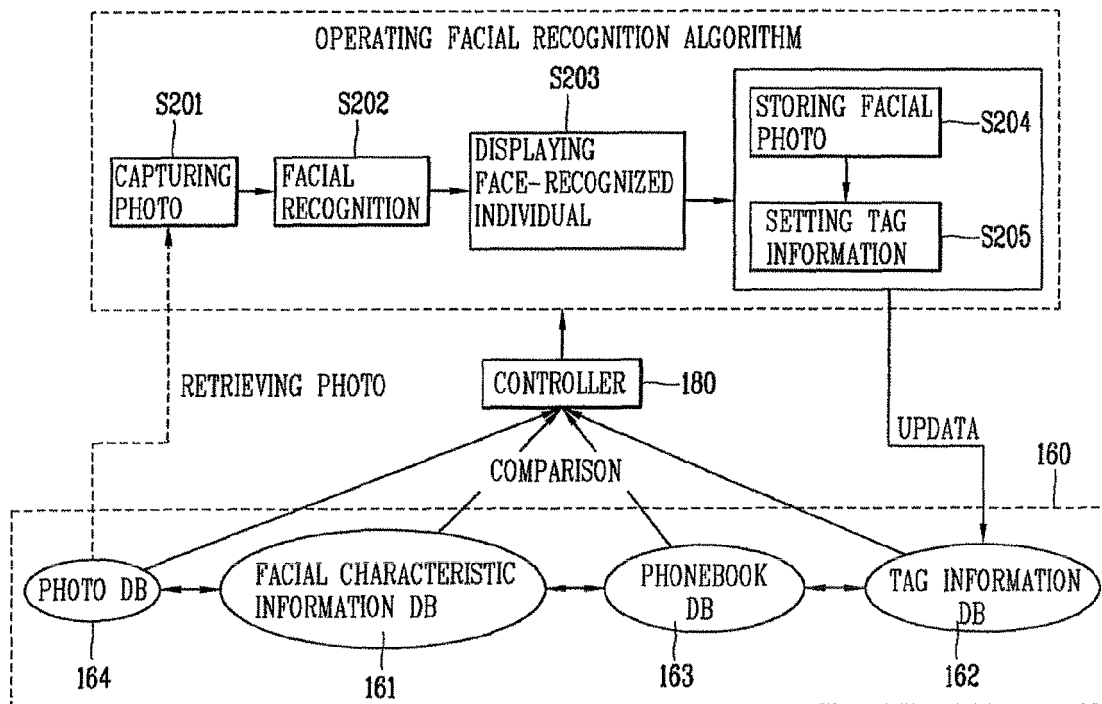 OPERATING FACIAL RECOGNITION ALGORITHM
S201
S202
S203
CAPTURING
PHOTO
FACIAL
RECOGNITION
DISPLAYING
FACE-RECOGNIZED
INDIVIDUAL
STORING FACIAL
PHOTO
S204
SETTING TAG
INFORMATION
S205
RETRIEVING PHOTO
CONTROLLER
180
UPDATA
COMPARISON
160
PHOTO DB
FACIAL CHARACTERISTIC
INFORMATION DB
PHONEBOOK
DB
TAG INFORMATION
DB
164
161
163
162